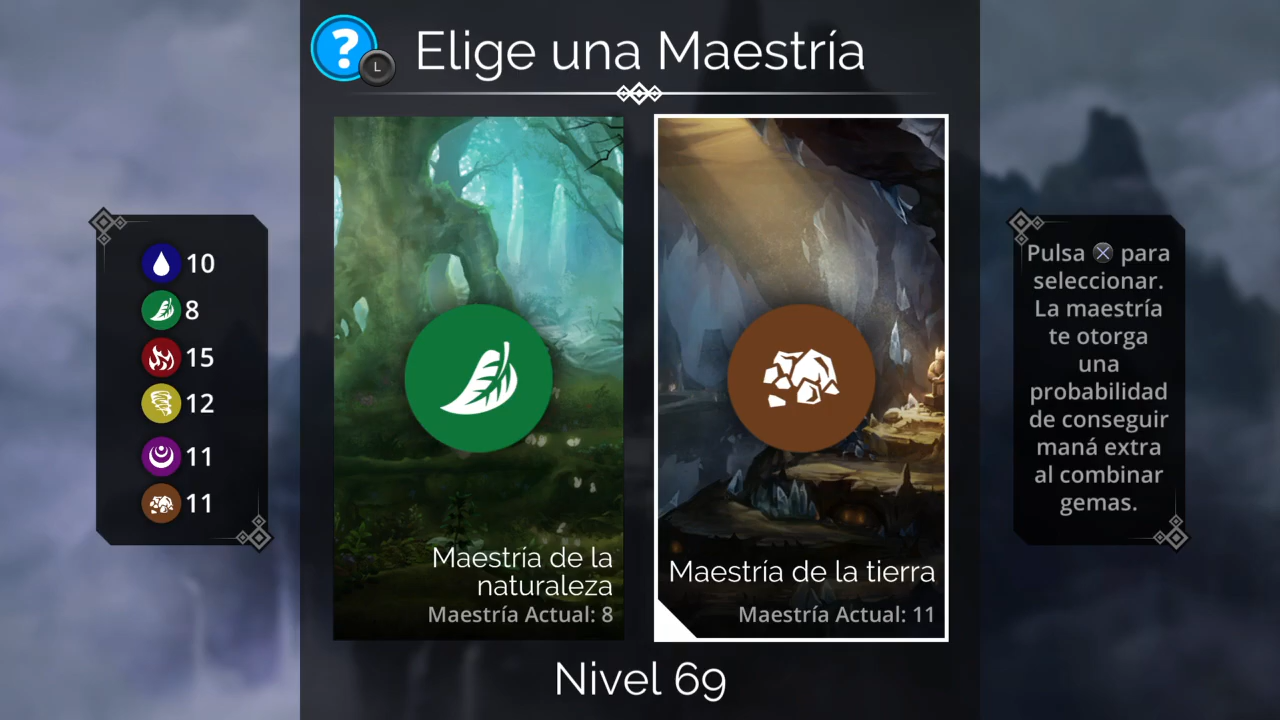 ?
L
Elige una Maestría
10
8
15
12
11
11
Maestría de la
naturaleza
Maestría Actual: 8
Maestría de la tierra
Maestría Actual: 11
Pulsa ⊗ para
seleccionar.
La maestría
te otorga
una
probabilidad
de conseguir
maná extra
al combinar
gemas.
Nivel 69